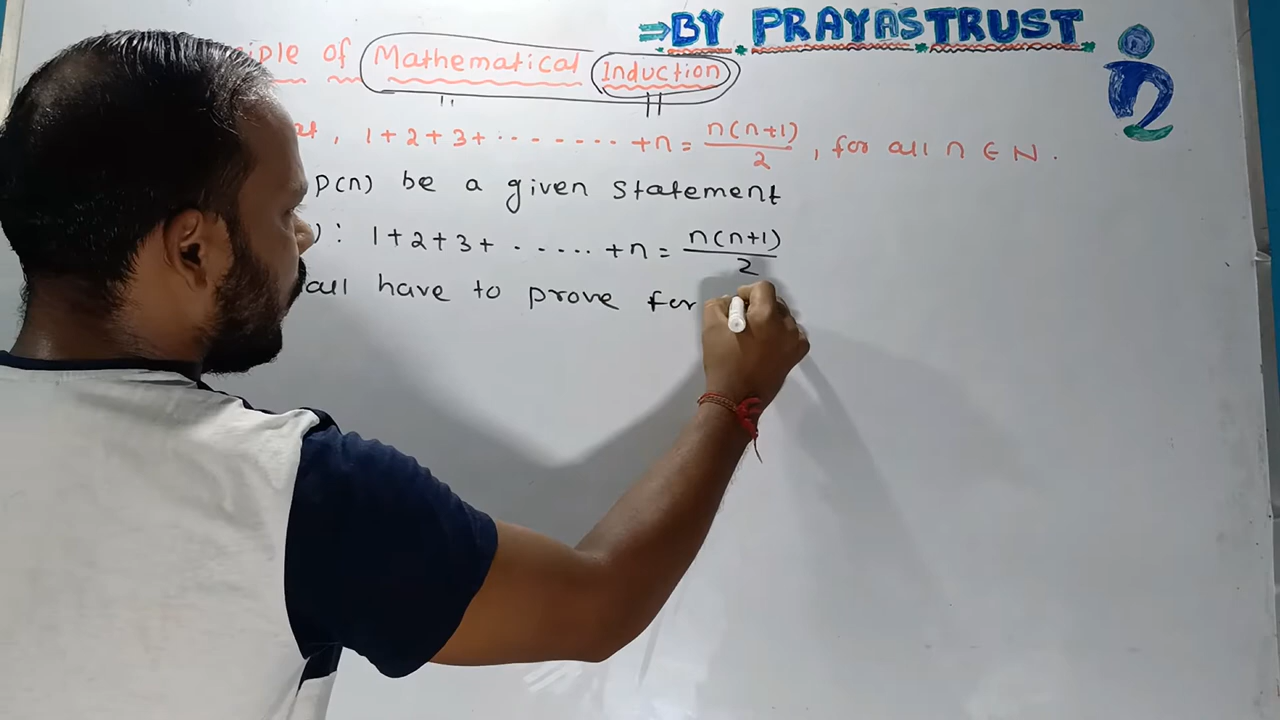 ⇒BY PRAYASTRUST
iple of Mathematical Induction
at, 1+2+3+........+n = n(n+1)/2, for all n ∈ N.
P(n) be a given statement
): 1+2+3+......+n = n(n+1)/2
all have to prove for